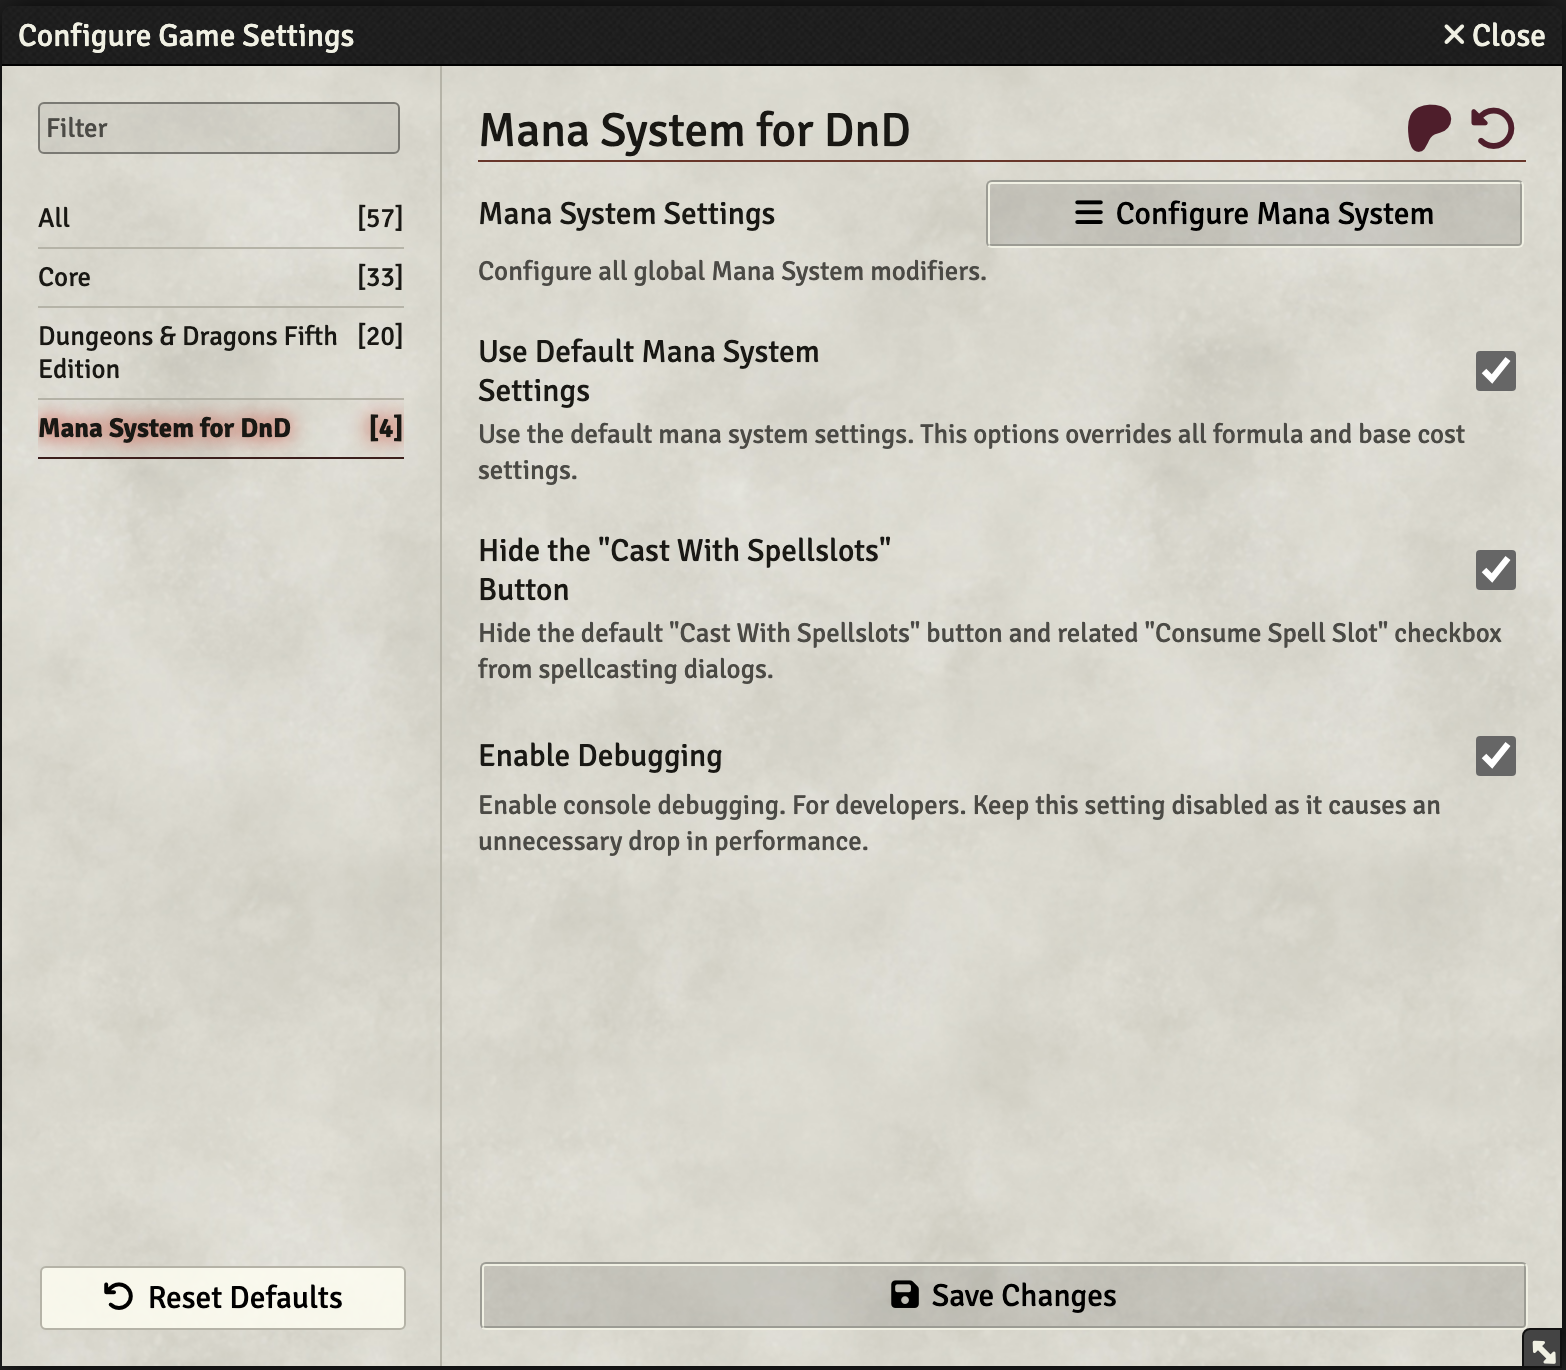 Configure Game Settings
Close
Filter
All [57]
Core [33]
Dungeons & Dragons Fifth [20]
Edition
Mana System for DnD [4]
Reset Defaults
Mana System for DnD
Mana System Settings
Configure Mana System
Configure all global Mana System modifiers.
Use Default Mana System
Settings
Use the default mana system settings. This options overrides all formula and base cost
settings.
Hide the "Cast With Spellslots"
Button
Hide the default "Cast With Spellslots" button and related "Consume Spell Slot" checkbox
from spellcasting dialogs.
Enable Debugging
Enable console debugging. For developers. Keep this setting disabled as it causes an
unnecessary drop in performance.
Save Changes